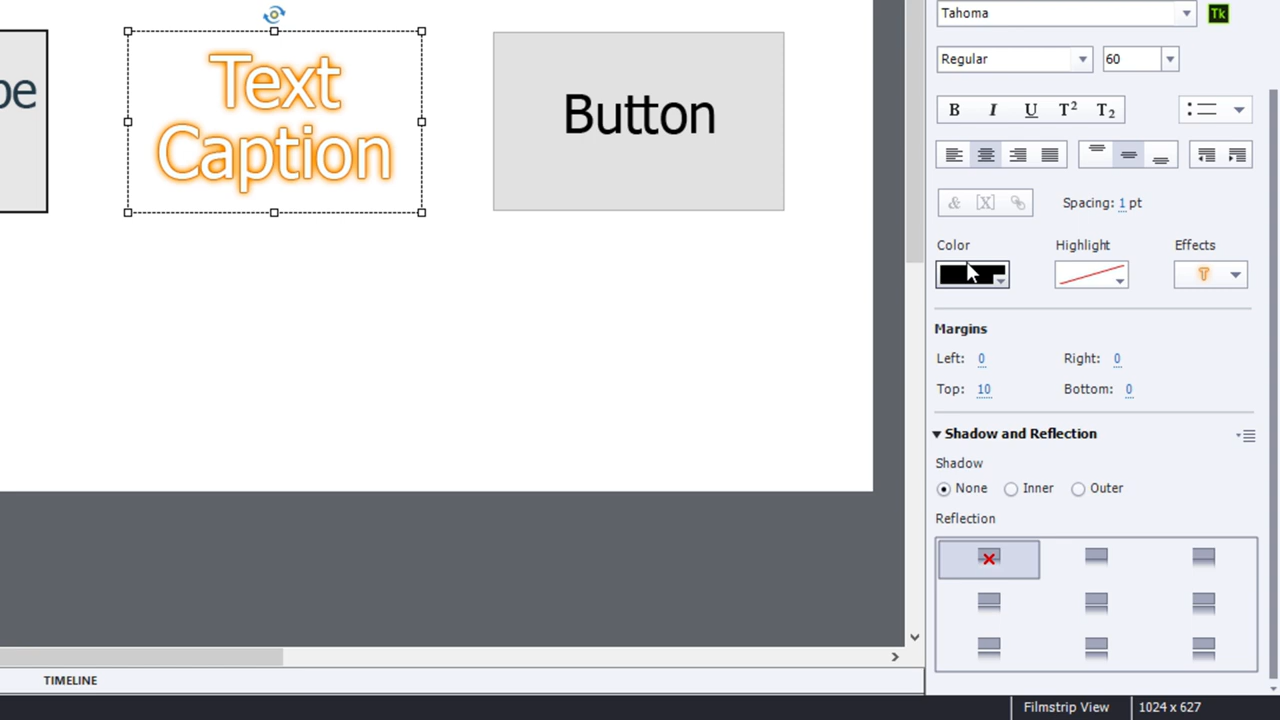 Tahoma
Tk
Regular
60
pe
Text
Caption
Button
B I U T2 T2
& [X]
Spacing: 1 pt
Color
Highlight
Effects
T
Margins
Left: 0
Right: 0
Top: 10
Bottom: 0
Shadow and Reflection
Shadow
None
Inner
Outer
Reflection
TIMELINE
Filmstrip View
1024 x 627